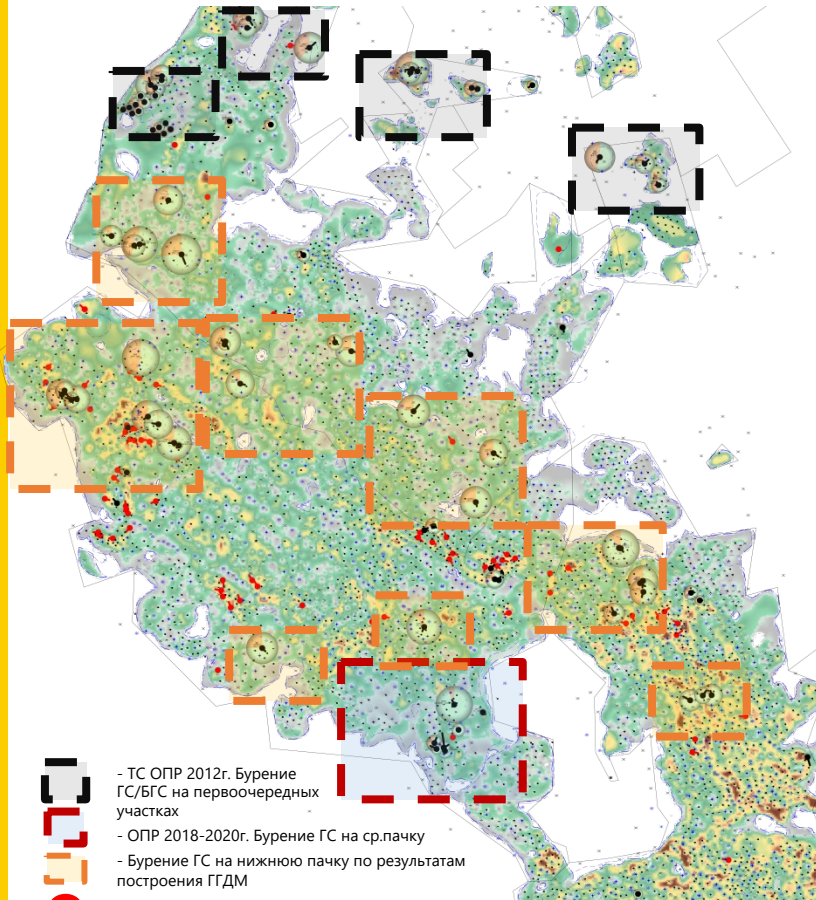 - ТС ОПР 2012г. Бурение
ГС/БГС на первоочередных
участках
- ОПР 2018-2020г. Бурение ГС на ср.пачку
- Бурение ГС на нижнюю пачку по результатам
построения ГГДМ